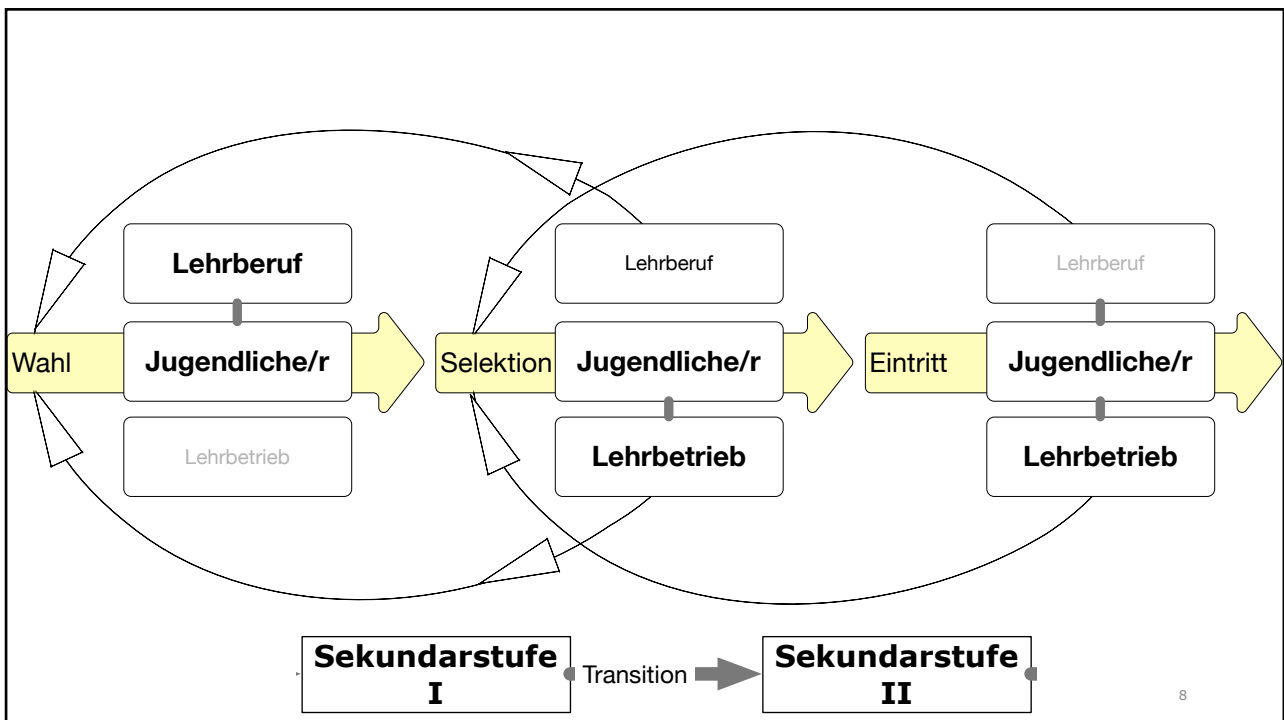 Lehrberuf
Lehrberuf
Lehrberuf
Wahl
Jugendliche/r
Selektion
Jugendliche/r
Eintritt
Jugendliche/r
Lehrbetrieb
Lehrbetrieb
Lehrbetrieb
Sekundarstufe
I
Transition
Sekundarstufe
II
8